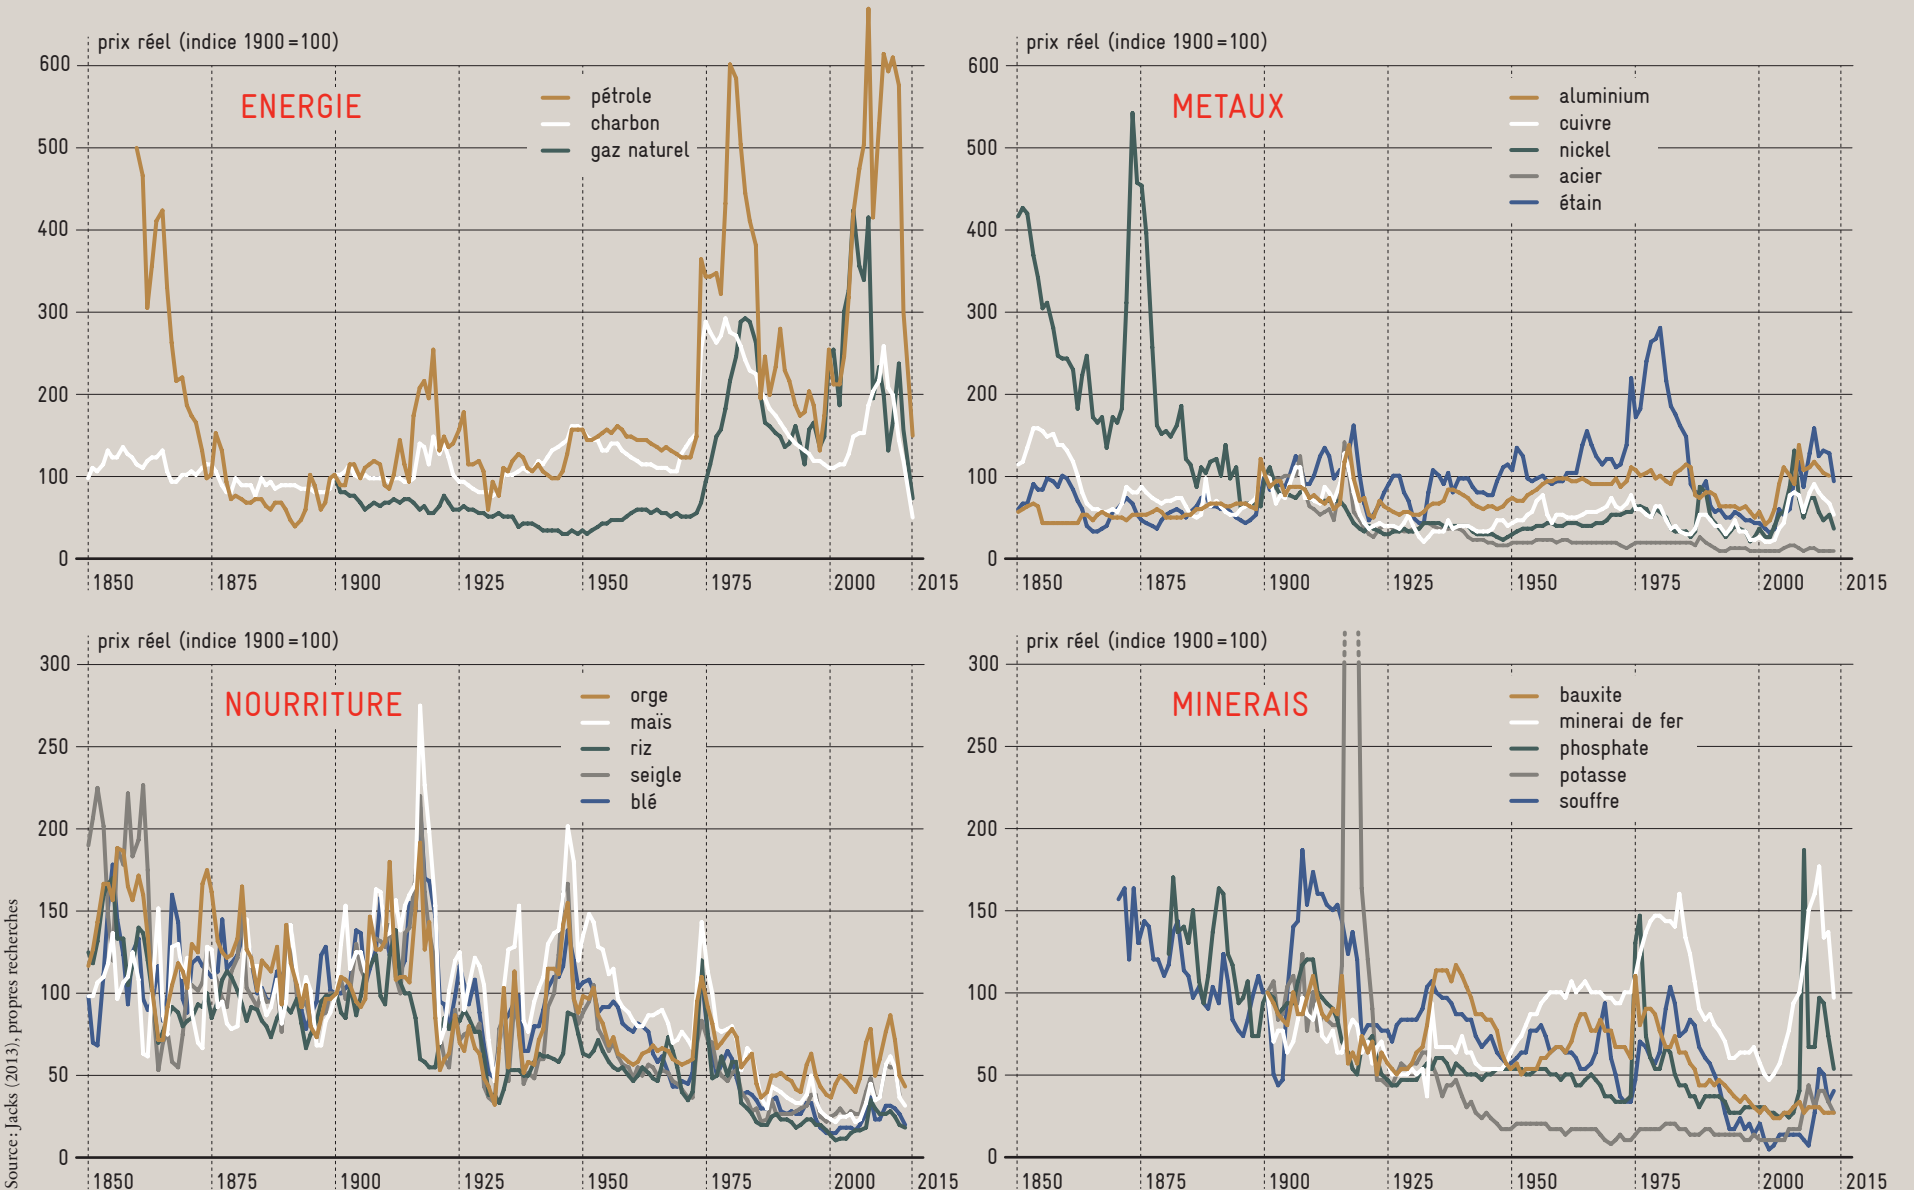 prix réel (indice 1900=100)
600
500
400
300
200
100
0
ENERGIE
pétrole
charbon
gaz naturel
1850 1875 1900 1925 1950 1975 2000 2015
prix réel (indice 1900=100)
600
500
400
300
200
100
0
METAUX
aluminium
cuivre
nickel
acier
étain
1850 1875 1900 1925 1950 1975 2000 2015
prix réel (indice 1900=100)
300
250
200
150
100
50
0
NOURRITURE
orge
maïs
riz
seigle
blé
1850 1875 1900 1925 1950 1975 2000 2015
prix réel (indice 1900=100)
300
250
200
150
100
50
0
MINERAIS
bauxite
minerai de fer
phosphate
potasse
souffre
1850 1875 1900 1925 1950 1975 2000 2015
Source: Jacks (2013), propres recherches